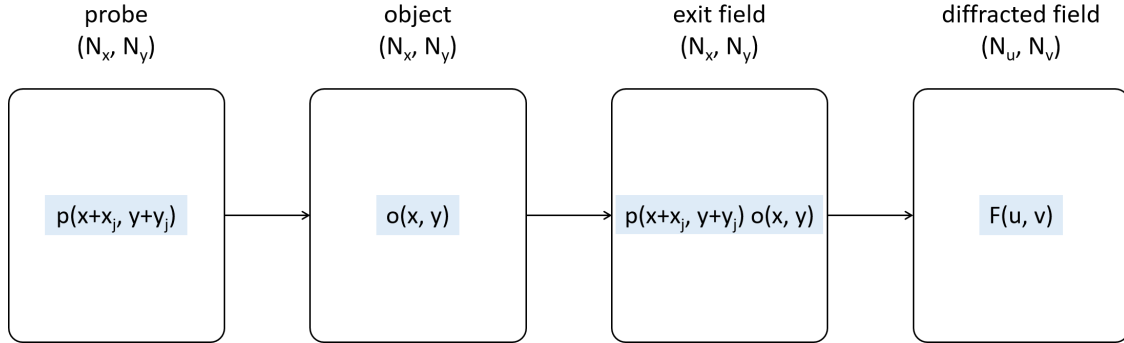 probe
(Nx, Ny)
object
(Nx, Ny)
exit field
(Nx, Ny)
diffracted field
(Nu, Nv)
p(x+xj, y+yj)
o(x, y)
p(x+xj, y+yj) o(x, y)
F(u, v)